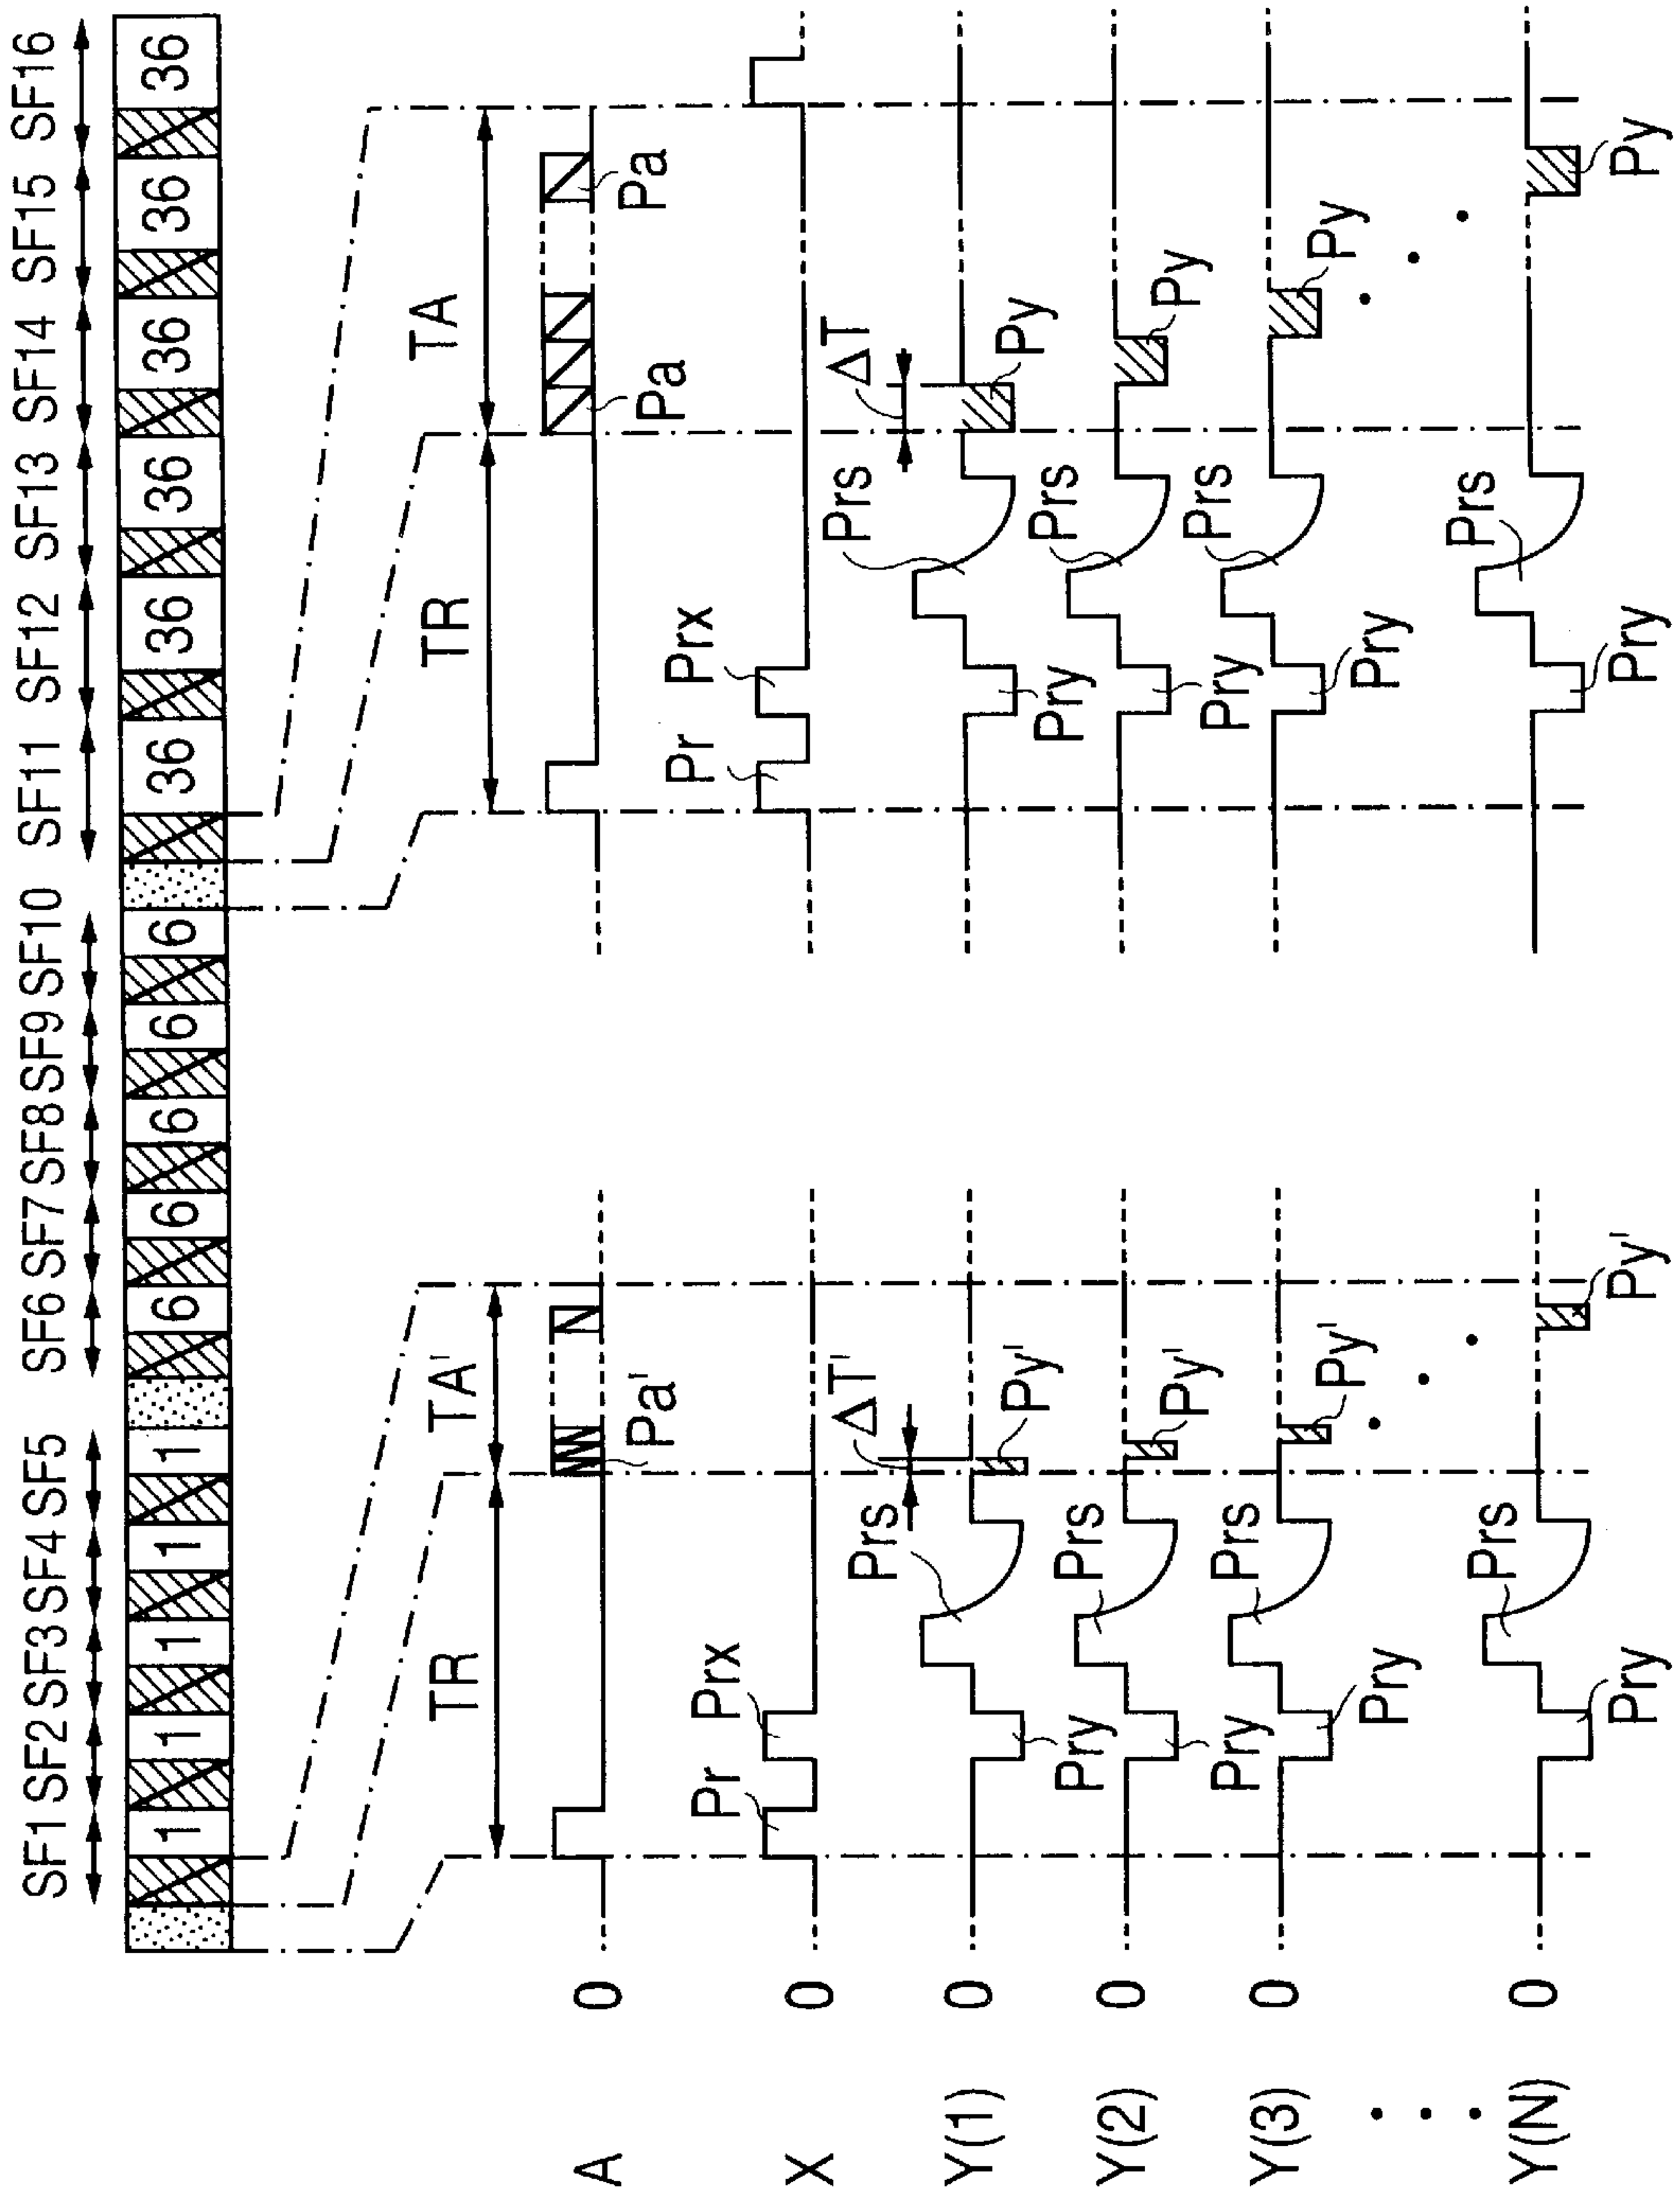 SF1 SF2 SF3 SF4 SF5 SF6 SF7 SF8 SF9 SF10 SF11 SF12 SF13 SF14 SF15 SF16
1 1 1 1 1 6 6 6 6 6 36 36 36 36 36 36
TR TA' TR TA
A 0 Pa' Pa Pa
X 0 Pr Prx Pr Prx
Y(1) 0 Pry Prs ΔT' Py' Pry Prs ΔT Py
Y(2) 0 Pry Prs Py' Pry Prs Py
Y(3) 0 Pry Prs Py' Pry Prs Py
Y(N) 0 Pry Prs Py' Pry Prs Py